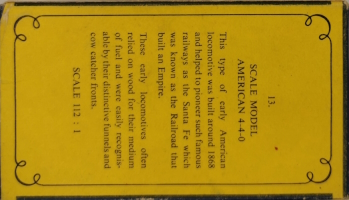 13.
SCALE MODEL
AMERICAN 4-4-0
This type of early American
locomotive was built around 1868
and helped to pioneer such famous
railways as the Santa Fe which
was known as the Railroad that
built an Empire.
These early locomotives often
relied on wood for their medium
of fuel and were easily recognis-
able by their distinctive funnels and
cow catcher fronts.
SCALE 112 : 1